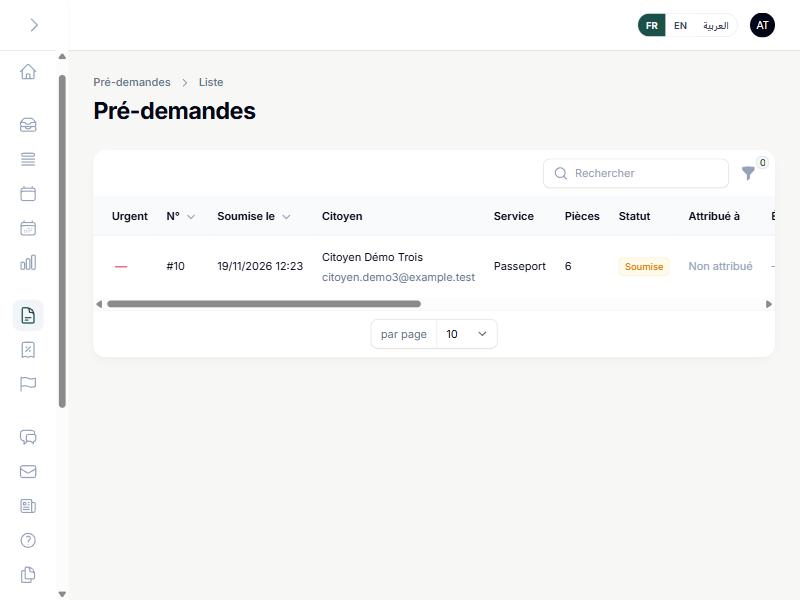 FR EN العربية AT
Pré-demandes Liste
Pré-demandes
Rechercher 0
Urgent N° Soumise le Citoyen Service Pièces Statut Attribué à
— #10 19/11/2026 12:23 Citoyen Démo Trois Passeport 6 Soumise Non attribué
citoyen.demo3@example.test
par page 10